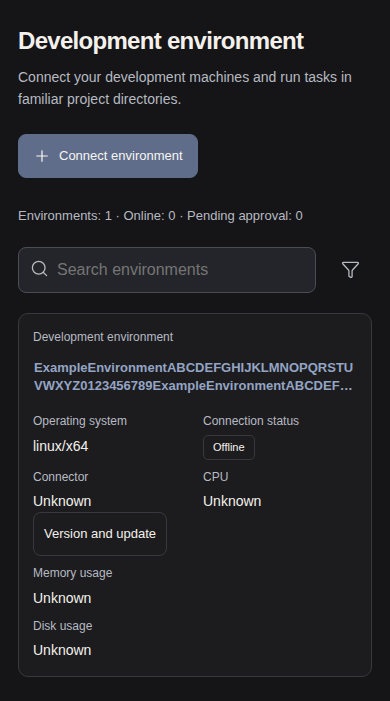 Development environment
Connect your development machines and run tasks in
familiar project directories.
Connect environment
Environments: 1 · Online: 0 · Pending approval: 0
Search environments
Development environment
ExampleEnvironmentABCDEFGHIJKLMNOPQRSTU
VWXYZ0123456789ExampleEnvironmentABCDEF…
Operating system
linux/x64
Connection status
Offline
Connector
Unknown
Version and update
CPU
Unknown
Memory usage
Unknown
Disk usage
Unknown